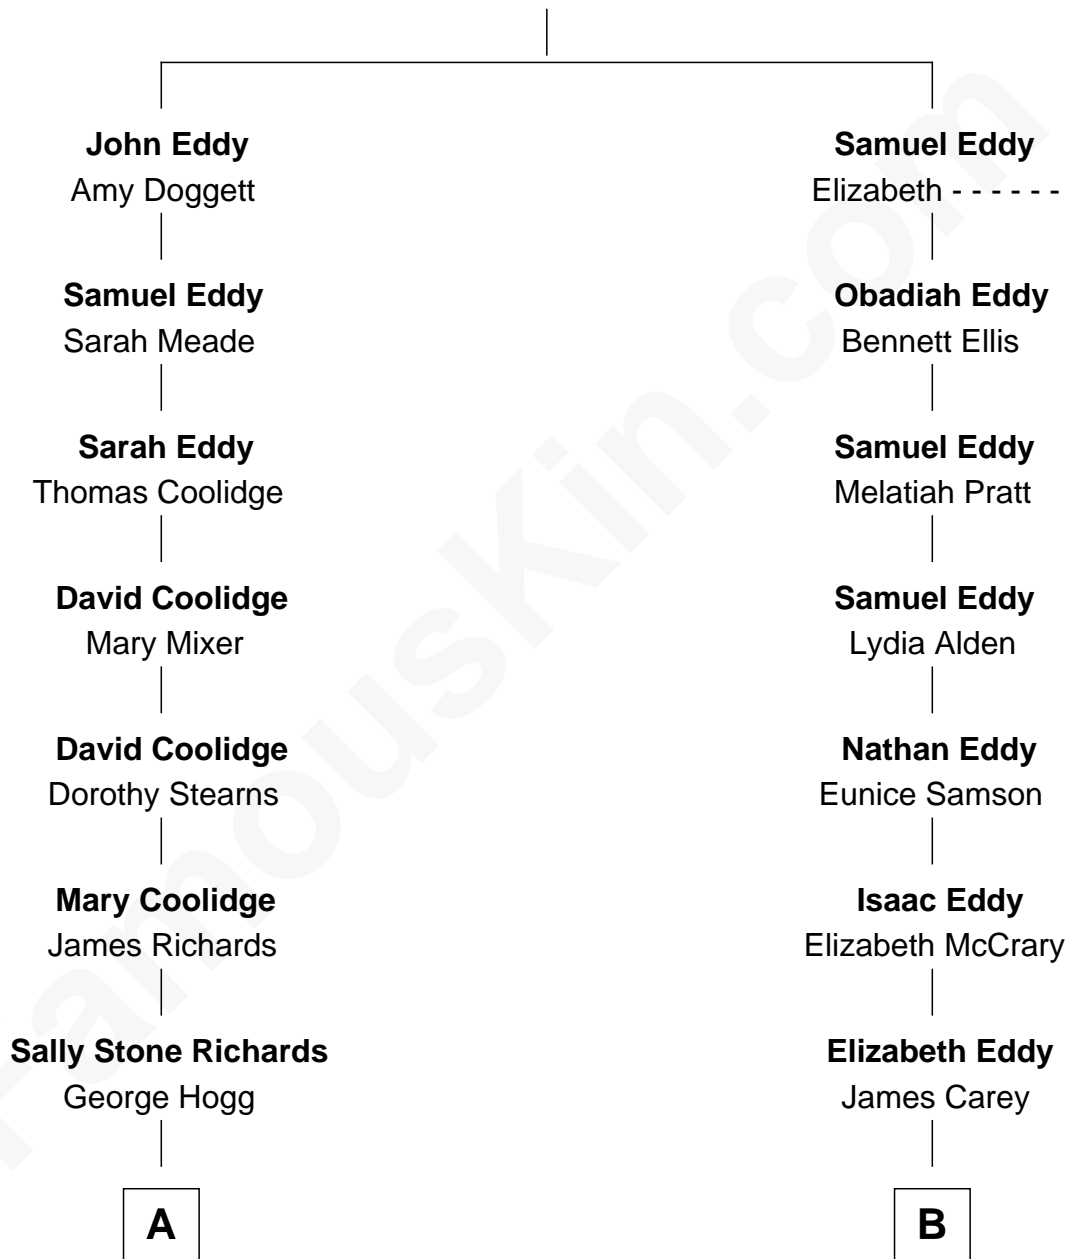 John Eddy
Amy Doggett
Samuel Eddy
Sarah Meade
Sarah Eddy
Thomas Coolidge
David Coolidge
Mary Mixer
David Coolidge
Dorothy Stearns
Mary Coolidge
James Richards
Sally Stone Richards
George Hogg
A
Samuel Eddy
Elizabeth - - - - - -
Obadiah Eddy
Bennett Ellis
Samuel Eddy
Melatiah Pratt
Samuel Eddy
Lydia Alden
Nathan Eddy
Eunice Samson
Isaac Eddy
Elizabeth McCrary
Elizabeth Eddy
James Carey
B
FamousKin.com